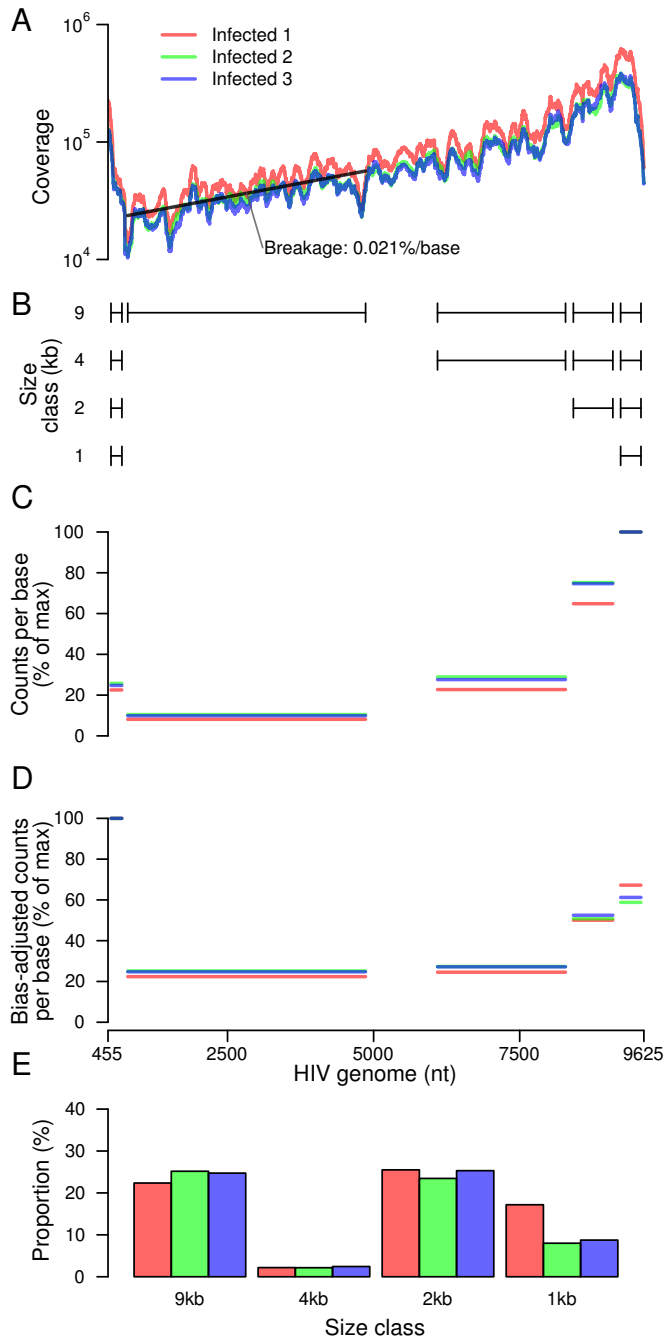 A
Coverage
10^6
10^5
10^4
Infected 1
Infected 2
Infected 3
Breakage: 0.021%/base
B
Size
class (kb)
9
4
2
1
C
Counts per base
(% of max)
100
80
60
40
20
0
D
Bias-adjusted counts
per base (% of max)
100
80
60
40
20
0
455 2500 5000 7500 9625
HIV genome (nt)
E
Proportion (%)
40
30
20
10
0
9kb 4kb 2kb 1kb
Size class